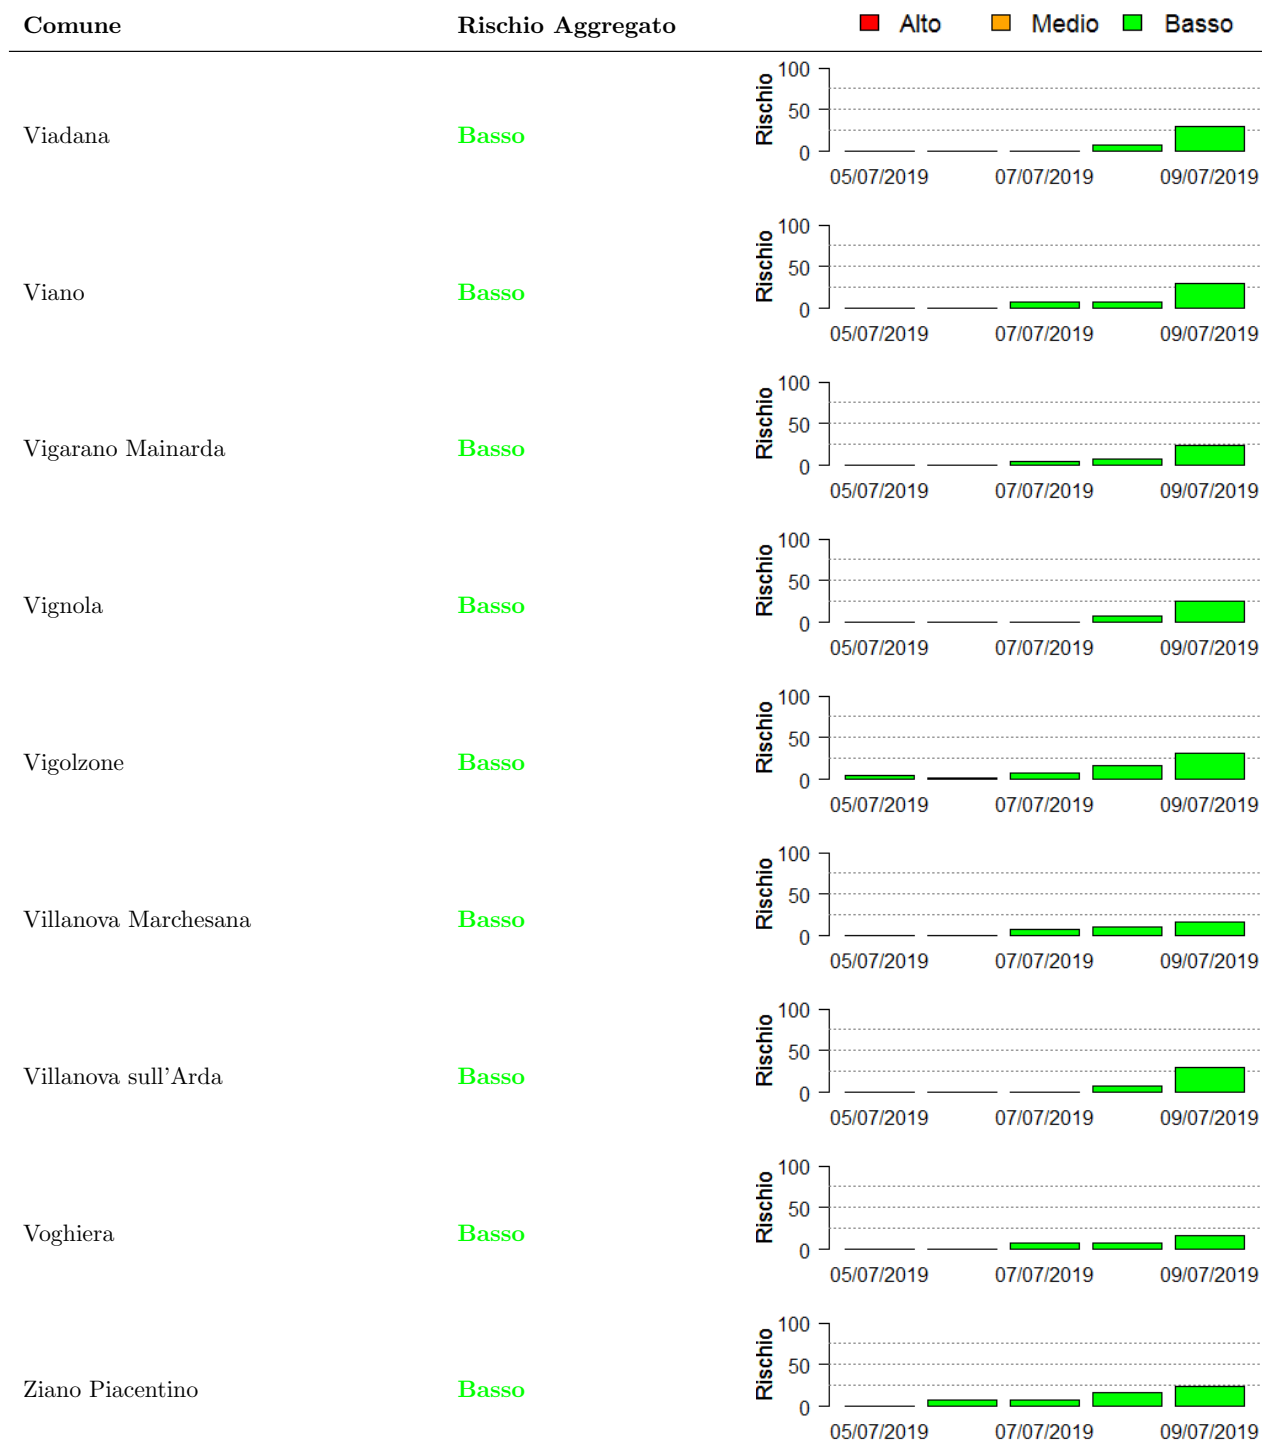 Comune Rischio Aggregato Alto Medio Basso
100
50
0
Rischio
Viadana Basso
05/07/2019 07/07/2019 09/07/2019
100
50
0
Rischio
Viano Basso
05/07/2019 07/07/2019 09/07/2019
100
50
0
Rischio
Vigarano Mainarda Basso
05/07/2019 07/07/2019 09/07/2019
100
50
0
Rischio
Vignola Basso
05/07/2019 07/07/2019 09/07/2019
100
50
0
Rischio
Vigolzone Basso
05/07/2019 07/07/2019 09/07/2019
100
50
0
Rischio
Villanova Marchesana Basso
05/07/2019 07/07/2019 09/07/2019
100
50
0
Rischio
Villanova sull'Arda Basso
05/07/2019 07/07/2019 09/07/2019
100
50
0
Rischio
Voghiera Basso
05/07/2019 07/07/2019 09/07/2019
100
50
0
Rischio
Ziano Piacentino Basso
05/07/2019 07/07/2019 09/07/2019